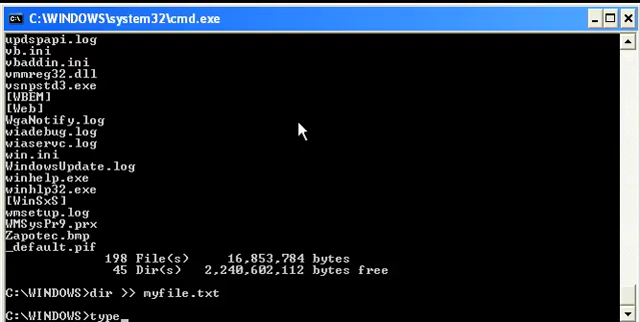 C:\WINDOWS\system32\cmd.exe
updspapi.log
vb.ini
vbaddin.ini
vmmreg32.dll
vsnpstd3.exe
[WBEM]
[Web]
WgaNotify.log
wiadebug.log
wiaservc.log
win.ini
WindowsUpdate.log
winhelp.exe
winhlp32.exe
[WinSxS]
wmsetup.log
WMSysPr9.prx
Zapotec.bmp
_default.pif
198 File(s) 16,853,784 bytes
45 Dir(s) 2,240,602,112 bytes free
C:\WINDOWS>dir >> myfile.txt
C:\WINDOWS>type_